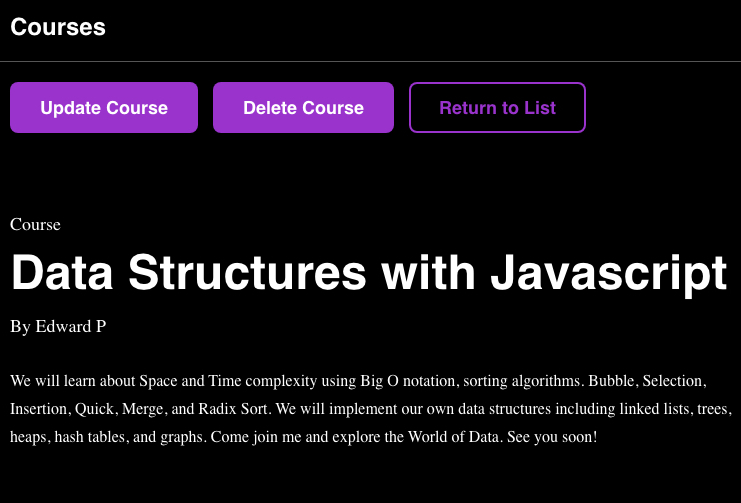 Courses
Update Course Delete Course Return to List
Course
Data Structures with Javascript
By Edward P
We will learn about Space and Time complexity using Big O notation, sorting algorithms. Bubble, Selection,
Insertion, Quick, Merge, and Radix Sort. We will implement our own data structures including linked lists, trees,
heaps, hash tables, and graphs. Come join me and explore the World of Data. See you soon!